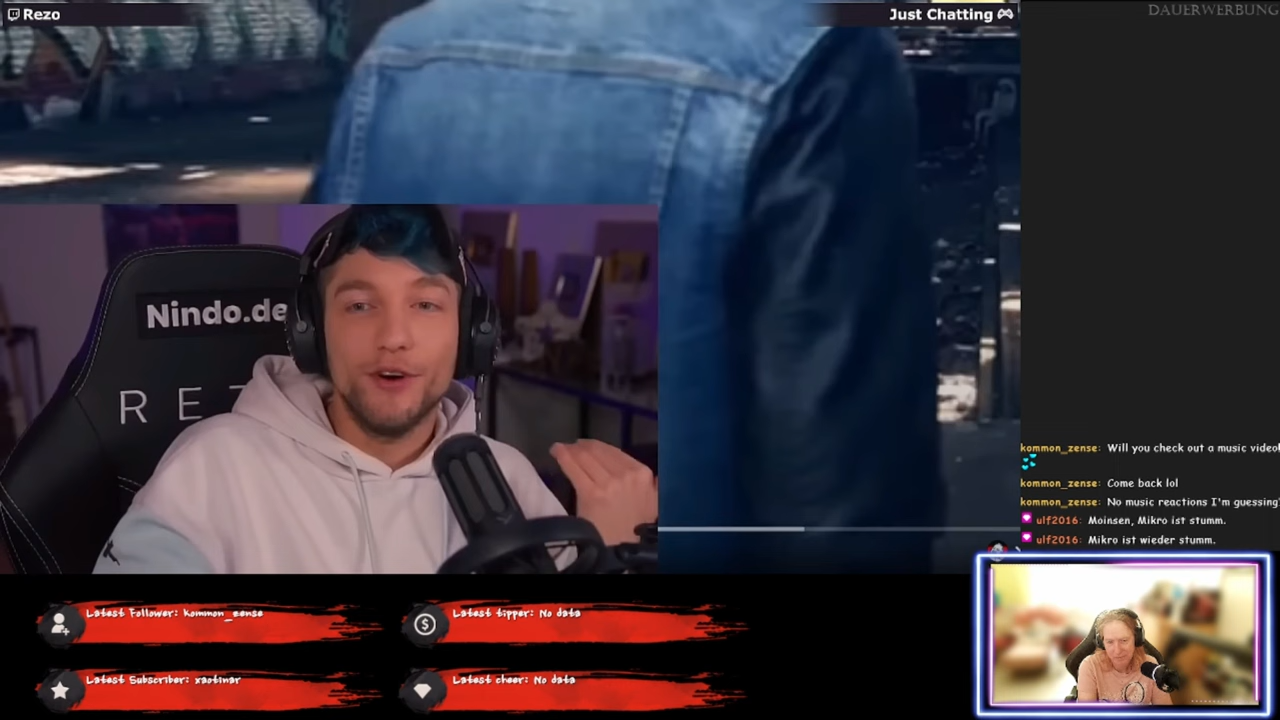 Rezo
Just Chatting
DAUERWERBUNG
Nindo.de
REZ
kommon_zense: Will you check out a music video
kommon_zense: Come back lol
kommon_zense: No music reactions I'm guessing?
ulf2016: Moinsen, Mikro ist stumm.
ulf2016: Mikro ist wieder stumm.
Latest Follower: kommon_zense
Latest tipper: No data
Latest Subscriber: xaotinar
Latest cheer: No data